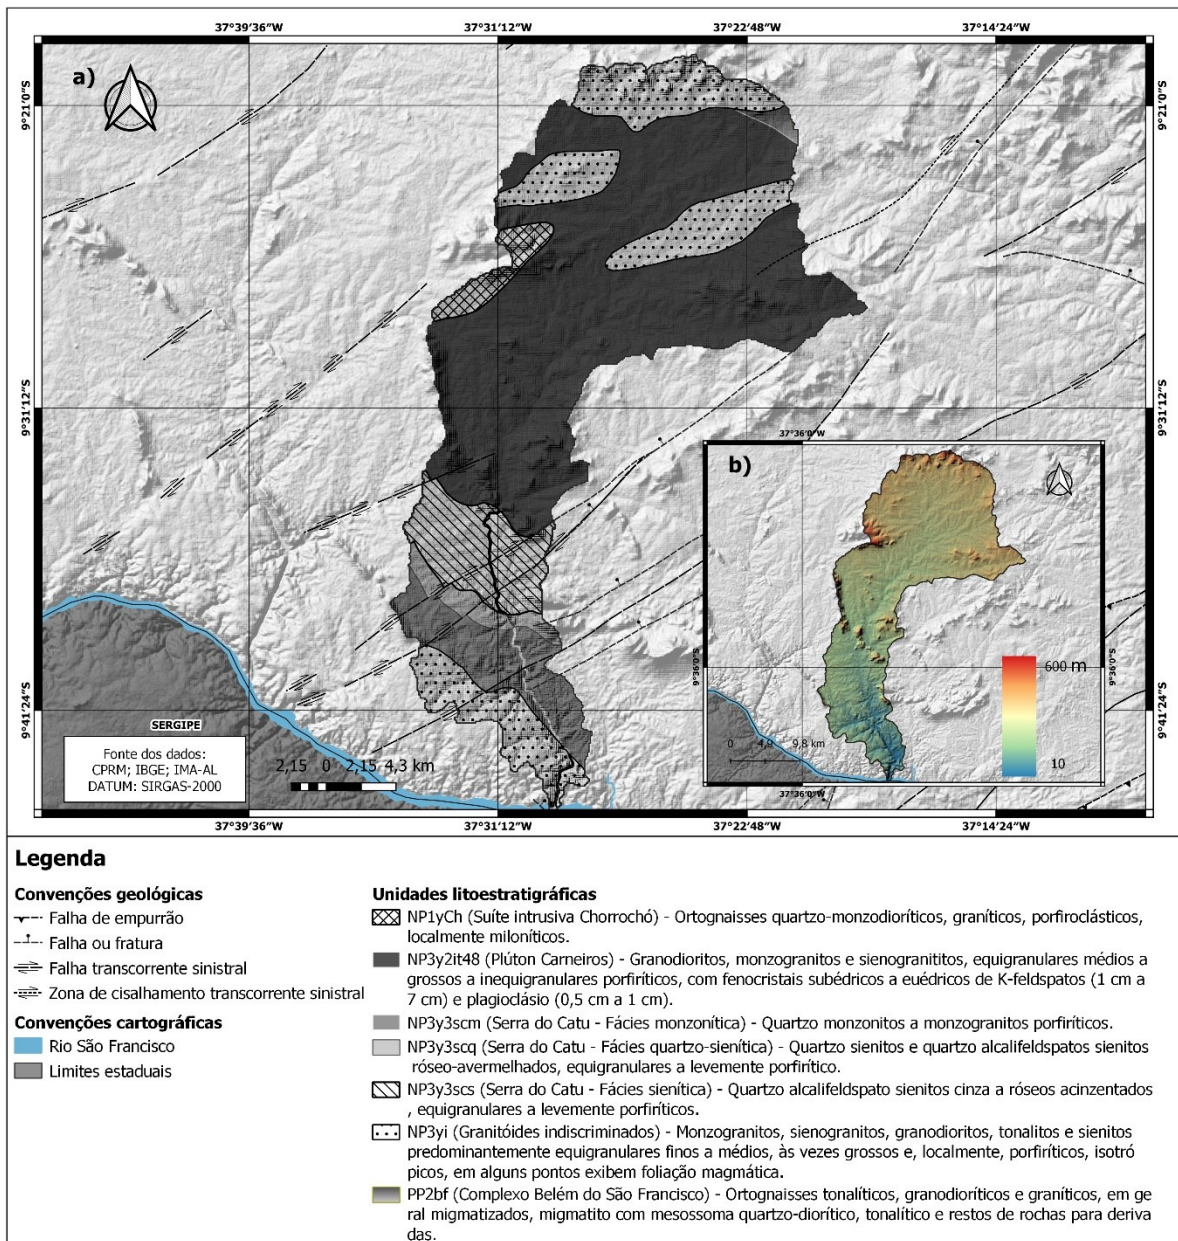 37°39'36"W 37°31'12"W 37°22'48"W 37°14'24"W
a)
9°21'0"S
9°21'0"S
9°31'12"S
9°31'12"S
37°36'0"W
b)
600 m
10
9°36'0"S
9°36'0"S
0 4,9 9,8 km
37°36'0"W
9°41'24"S
9°41'24"S
SERGIPE
Fonte dos dados:
CPRM; IBGE; IMA-AL
DATUM: SIRGAS-2000
2,15 0 2,15 4,3 km
37°39'36"W 37°31'12"W 37°22'48"W 37°14'24"W
Legenda
Convenções geológicas
Falha de empurrão
Falha ou fratura
Falha transcorrente sinistral
Zona de cisalhamento transcorrente sinistral
Convenções cartográficas
Rio São Francisco
Limites estaduais
Unidades litoestratigráficas
NP1yCh (Suíte intrusiva Chorrochó) - Ortognaisses quartzo-monzodioríticos, graníticos, porfiroclásticos,
localmente miloníticos.
NP3y2it48 (Plúton Carneiros) - Granodioritos, monzogranitos e sienogranititos, equigranulares médios a
grossos a inequigranulares porfiríticos, com fenocristais subédricos a euédricos de K-feldspatos (1 cm a
7 cm) e plagioclásio (0,5 cm a 1 cm).
NP3y3scm (Serra do Catu - Fácies monzonítica) - Quartzo monzonitos a monzogranitos porfiríticos.
NP3y3scq (Serra do Catu - Fácies quartzo-sienítica) - Quartzo sienitos e quartzo alcalifeldspatos sienitos
róseo-avermelhados, equigranulares a levemente porfirítico.
NP3y3scs (Serra do Catu - Fácies sienítica) - Quartzo alcalifeldspato sienitos cinza a róseos acinzentados
, equigranulares a levemente porfiríticos.
NP3yi (Granitóides indiscriminados) - Monzogranitos, sienogranitos, granodioritos, tonalitos e sienitos
predominantemente equigranulares finos a médios, às vezes grossos e, localmente, porfiríticos, isotró
picos, em alguns pontos exibem foliação magmática.
PP2bf (Complexo Belém do São Francisco) - Ortognaisses tonalíticos, granodioríticos e graníticos, em ge
ral migmatizados, migmatito com mesossoma quartzo-diorítico, tonalítico e restos de rochas para deriva
das.